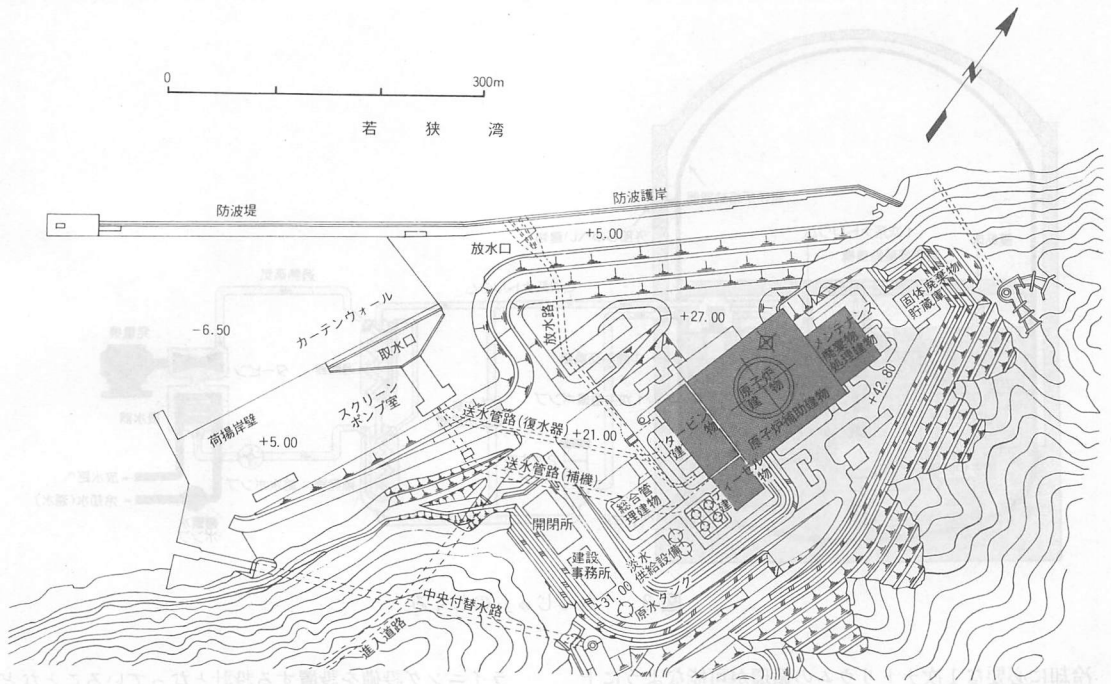 0 300m
若狭湾
N
防波堤
防波護岸
放水口
+5.00
カーテンウォール
-6.50
取水口
放水路
+27.00
固体廃棄物
貯蔵庫
メンテナンス
廃棄物
処理建物
原子炉
建物
原子炉補助建物
+42.80
スクリーン
ポンプ室
荷揚岸壁
+5.00
送水管路(復水器)
+21.00
タービン
建物
送水管路(補機)
総合管
理建物
ディーゼル
建物
開閉所
建設
事務所
淡水
供給設備
+31.00
原水タンク
中央付替水路
進入道路